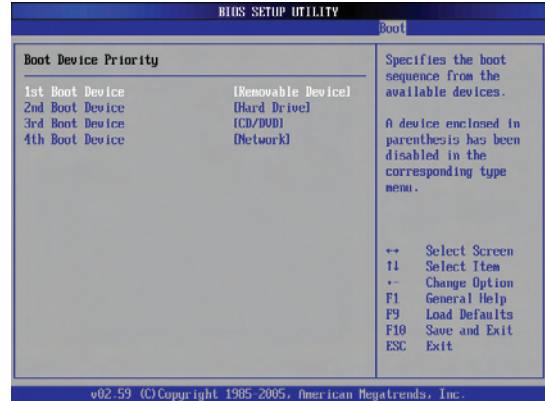 BIOS SETUP UTILITY
Boot
Boot Device Priority
1st Boot Device [Removable Device]
2nd Boot Device [Hard Drive]
3rd Boot Device [CD/DVD]
4th Boot Device [Network]
Specifies the boot
sequence from the
available devices.
A device enclosed in
parenthesis has been
disabled in the
corresponding type
menu.
↔ Select Screen
↑↓ Select Item
+- Change Option
F1 General Help
F9 Load Defaults
F10 Save and Exit
ESC Exit
v02.59 (C)Copyright 1985-2005, American Megatrends, Inc.